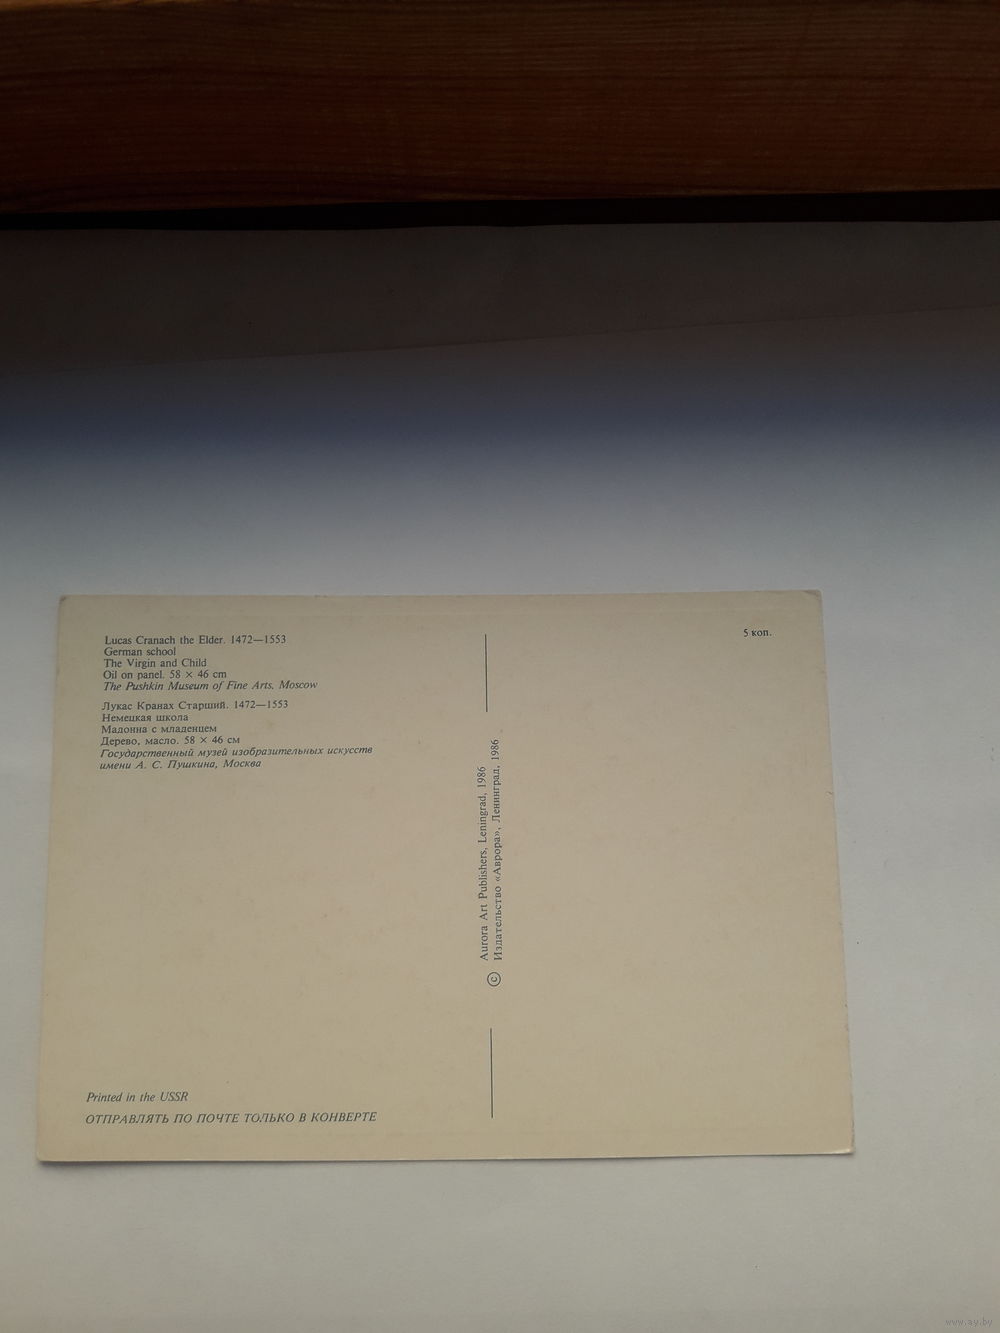 Lucas Cranach the Elder. 1472—1553
German school
The Virgin and Child
Oil on panel. 58 × 46 cm
The Pushkin Museum of Fine Arts. Moscow
Лукас Кранах Старший. 1472—1553
Немецкая школа
Мадонна с младенцем
Дерево, масло. 58 × 46 см
Государственный музей изобразительных искусств
имени А. С. Пушкина, Москва
Printed in the USSR
ОТПРАВЛЯТЬ ПО ПОЧТЕ ТОЛЬКО В КОНВЕРТЕ
© Aurora Art Publishers, Leningrad, 1986
Издательство «Аврора», Ленинград, 1986
5 коп.
www.ay.by